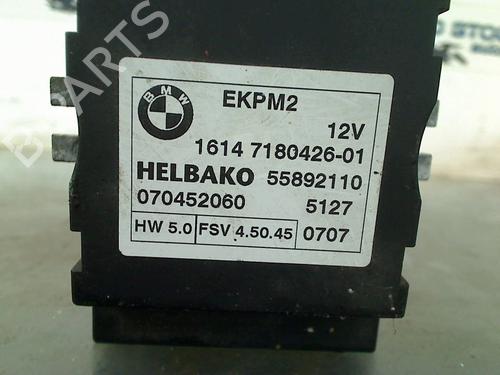 B-PARTS
BMW
EKPM2
12V
1614 7180426-01
HELBAKO 55892110
070452060 5127
HW 5.0 FSV 4.50.45 0707